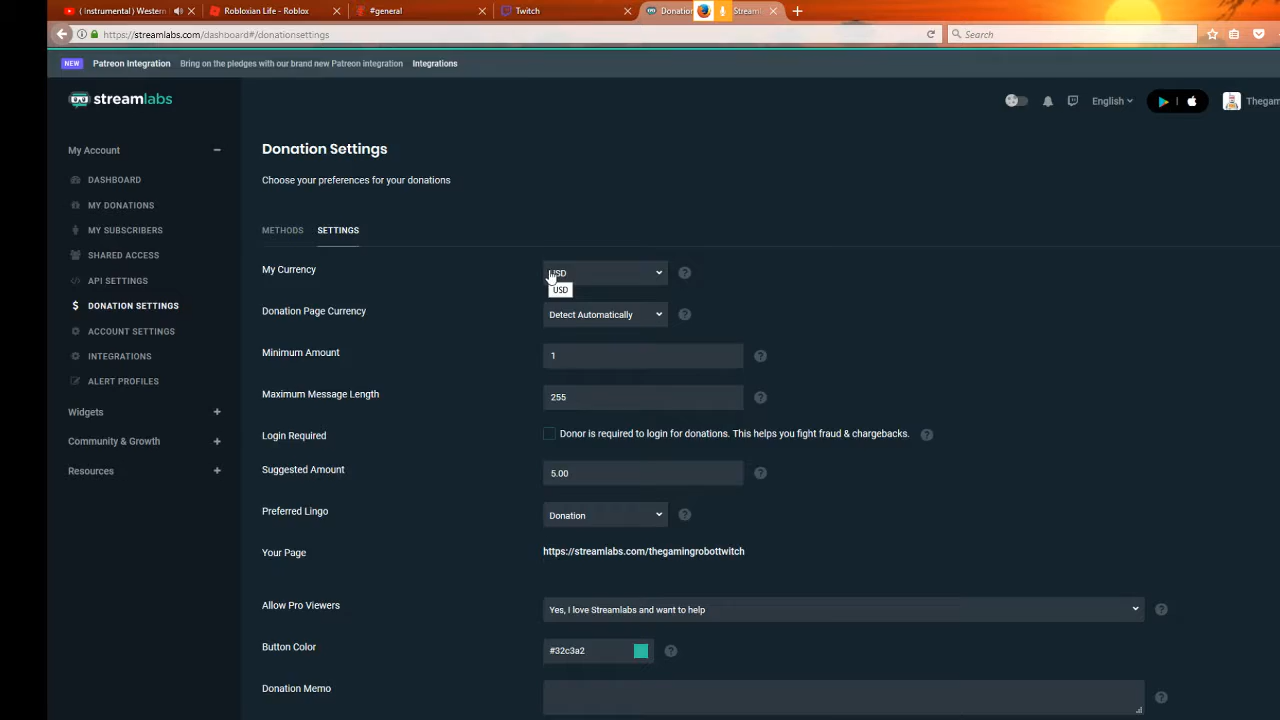 ( Instrumental ) Western
Robloxian Life - Roblox
#general
Twitch
Donation
Streaml
https://streamlabs.com/dashboard#/donationsettings
Search
NEW Patreon Integration Bring on the pledges with our brand new Patreon integration Integrations
streamlabs
English
Thegam
My Account
DASHBOARD
MY DONATIONS
MY SUBSCRIBERS
SHARED ACCESS
API SETTINGS
DONATION SETTINGS
ACCOUNT SETTINGS
INTEGRATIONS
ALERT PROFILES
Widgets
Community & Growth
Resources
Donation Settings
Choose your preferences for your donations
METHODS SETTINGS
My Currency USD
USD
Donation Page Currency Detect Automatically
Minimum Amount 1
Maximum Message Length 255
Login Required Donor is required to login for donations. This helps you fight fraud & chargebacks.
Suggested Amount 5.00
Preferred Lingo Donation
Your Page https://streamlabs.com/thegamingrobottwitch
Allow Pro Viewers Yes, I love Streamlabs and want to help
Button Color #32c3a2
Donation Memo